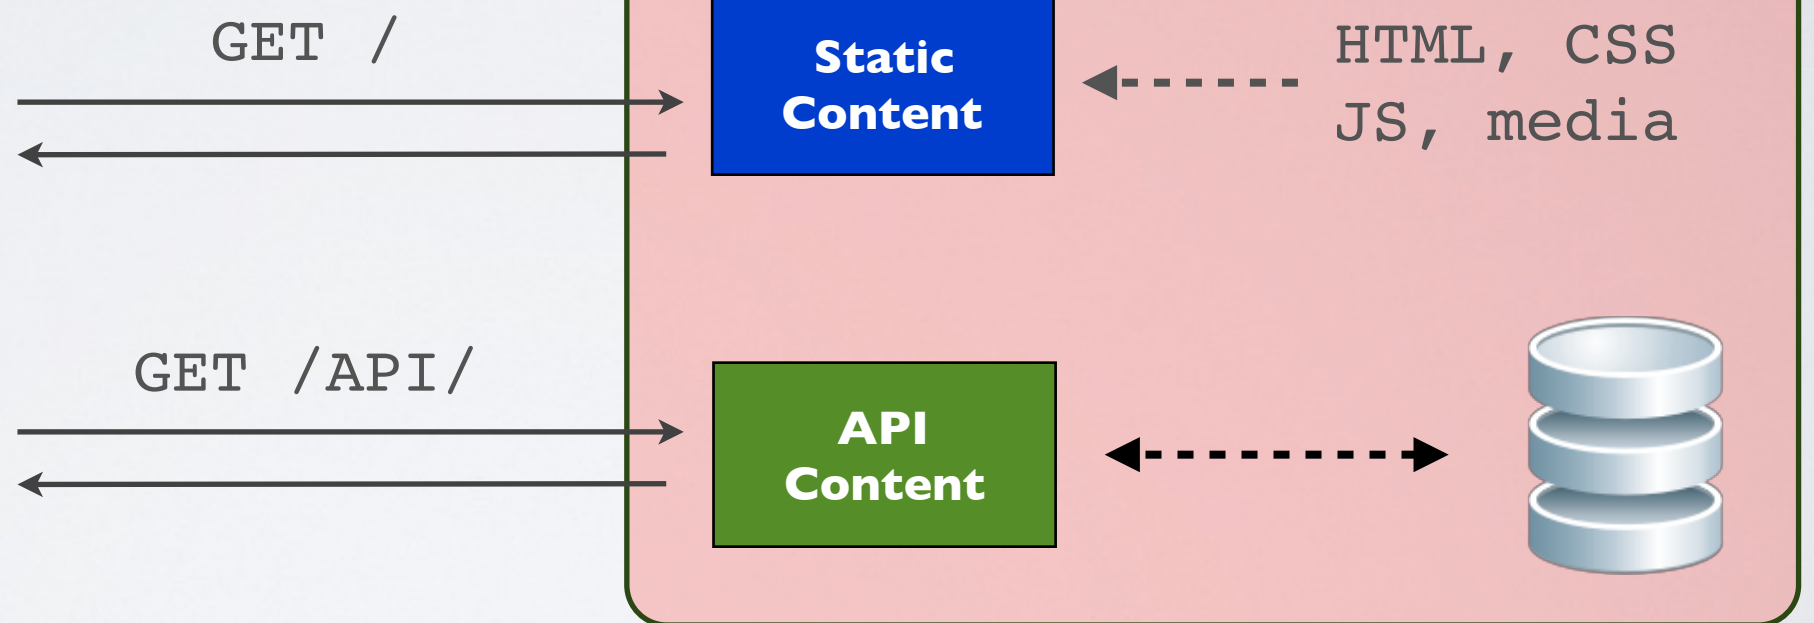 GET /
Static
Content
HTML, CSS
JS, media
GET /API/
API
Content